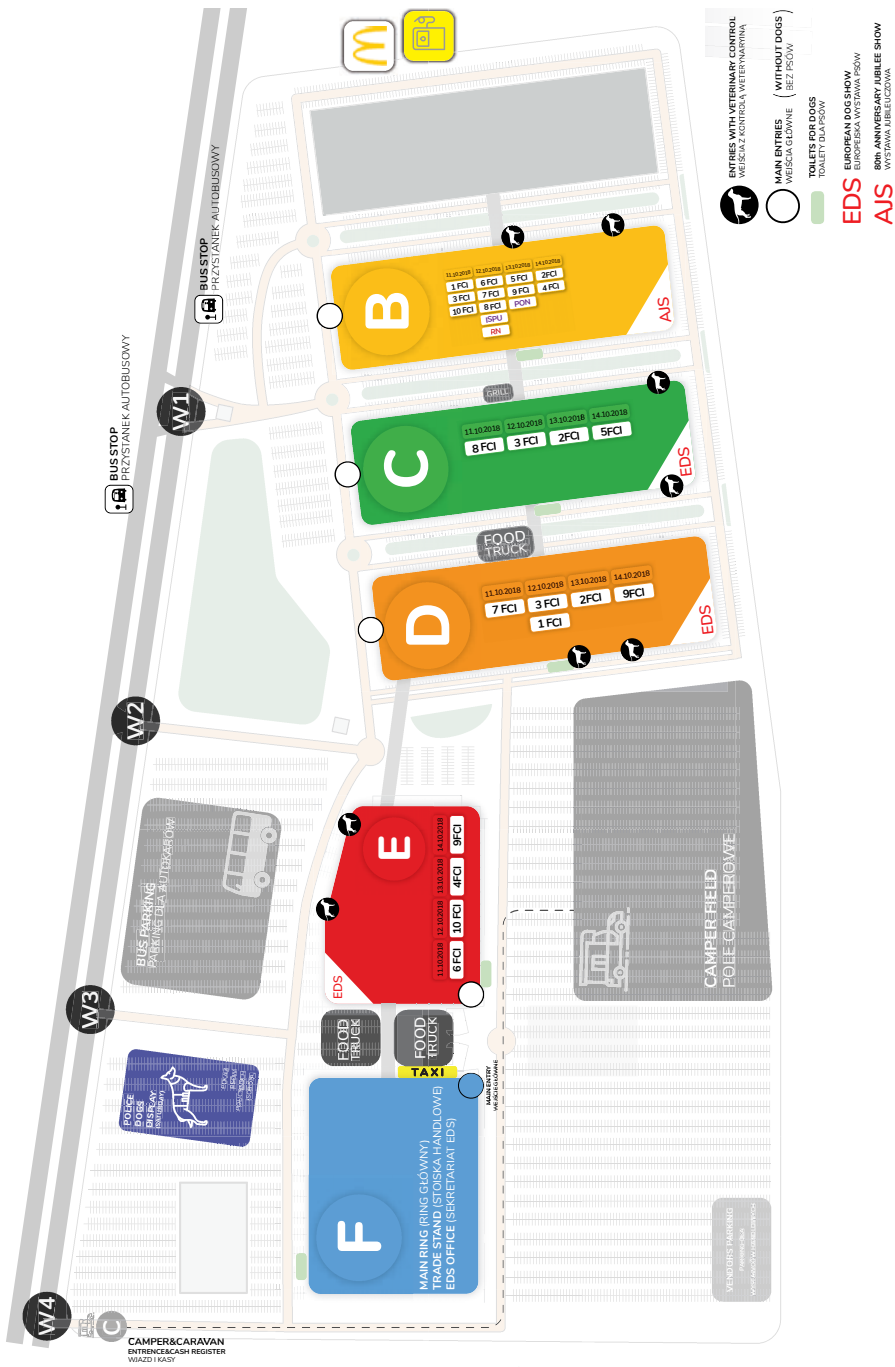 ENTRIES WITH VETERINARY CONTROL
WEJŚCIA Z KONTROLĄ WETERYNARYJNĄ
MAIN ENTRIES
WEJŚCIA GŁÓWNE
( WITHOUT DOGS )
BEZ PSÓW
TOILETS FOR DOGS
TOALETY DLA PSÓW
EDS
EUROPEAN DOG SHOW
EUROPEJSKA WYSTAWA PSÓW
AJS
80th ANNIVERSARY JUBILEE SHOW
WYSTAWA JUBILEUSZOWA
BUS STOP
PRZYSTANEK AUTOBUSOWY
BUS STOP
PRZYSTANEK AUTOBUSOWY
W1
W2
W3
W4
B
11.10.2018 12.10.2018 13.10.2018 14.10.2018
1 FCI 6 FCI 5 FCI 2FCI
3 FCI 7 FCI 9 FCI 4 FCI
10 FCI 8 FCI PON
ISPU
RN
AJS
GRILL
C
11.10.2018 12.10.2018 13.10.2018 14.10.2018
8 FCI 3 FCI 2FCI 5FCI
EDS
FOOD
TRUCK
D
11.10.2018 12.10.2018 13.10.2018 14.10.2018
7 FCI 3 FCI 2FCI 9FCI
1 FCI
EDS
E
11.10.2018 12.10.2018 13.10.2018 14.10.2018
6 FCI 10 FCI 4FCI 9FCI
EDS
BUS PARKING
PARKING DLA AUTOKARÓW
CAMPER FIELD
POLE CAMPEROWE
FOOD
TRUCK
FOOD
TRUCK
TAXI
MAIN ENTRY
WEJŚCIE GŁÓWNE
POLICE
DOGS
DISPLAY
(SATURDAY)
F
MAIN RING (RING GŁÓWNY)
TRADE STAND (STOISKA HANDLOWE)
EDS OFFICE (SEKRETARIAT EDS)
VENDORS PARKING
C
CAMPER&CARAVAN
ENTRENCE&CASH REGISTER
WJAZD I KASY